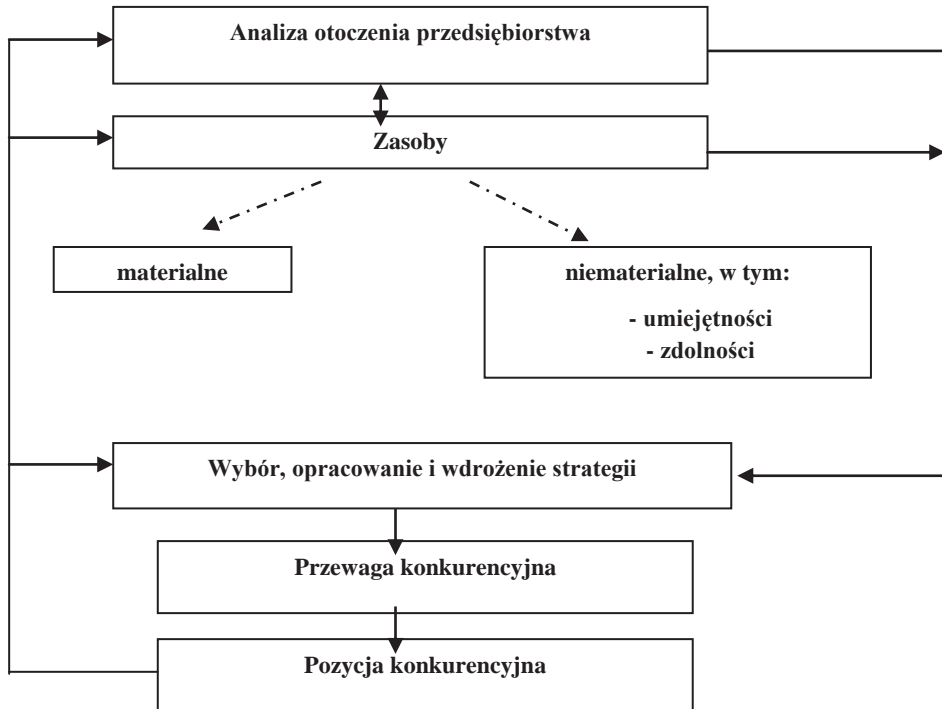 Analiza otoczenia przedsiębiorstwa
Zasoby
materialne
niematerialne, w tym:
- umiejętności
- zdolności
Wybór, opracowanie i wdrożenie strategii
Przewaga konkurencyjna
Pozycja konkurencyjna